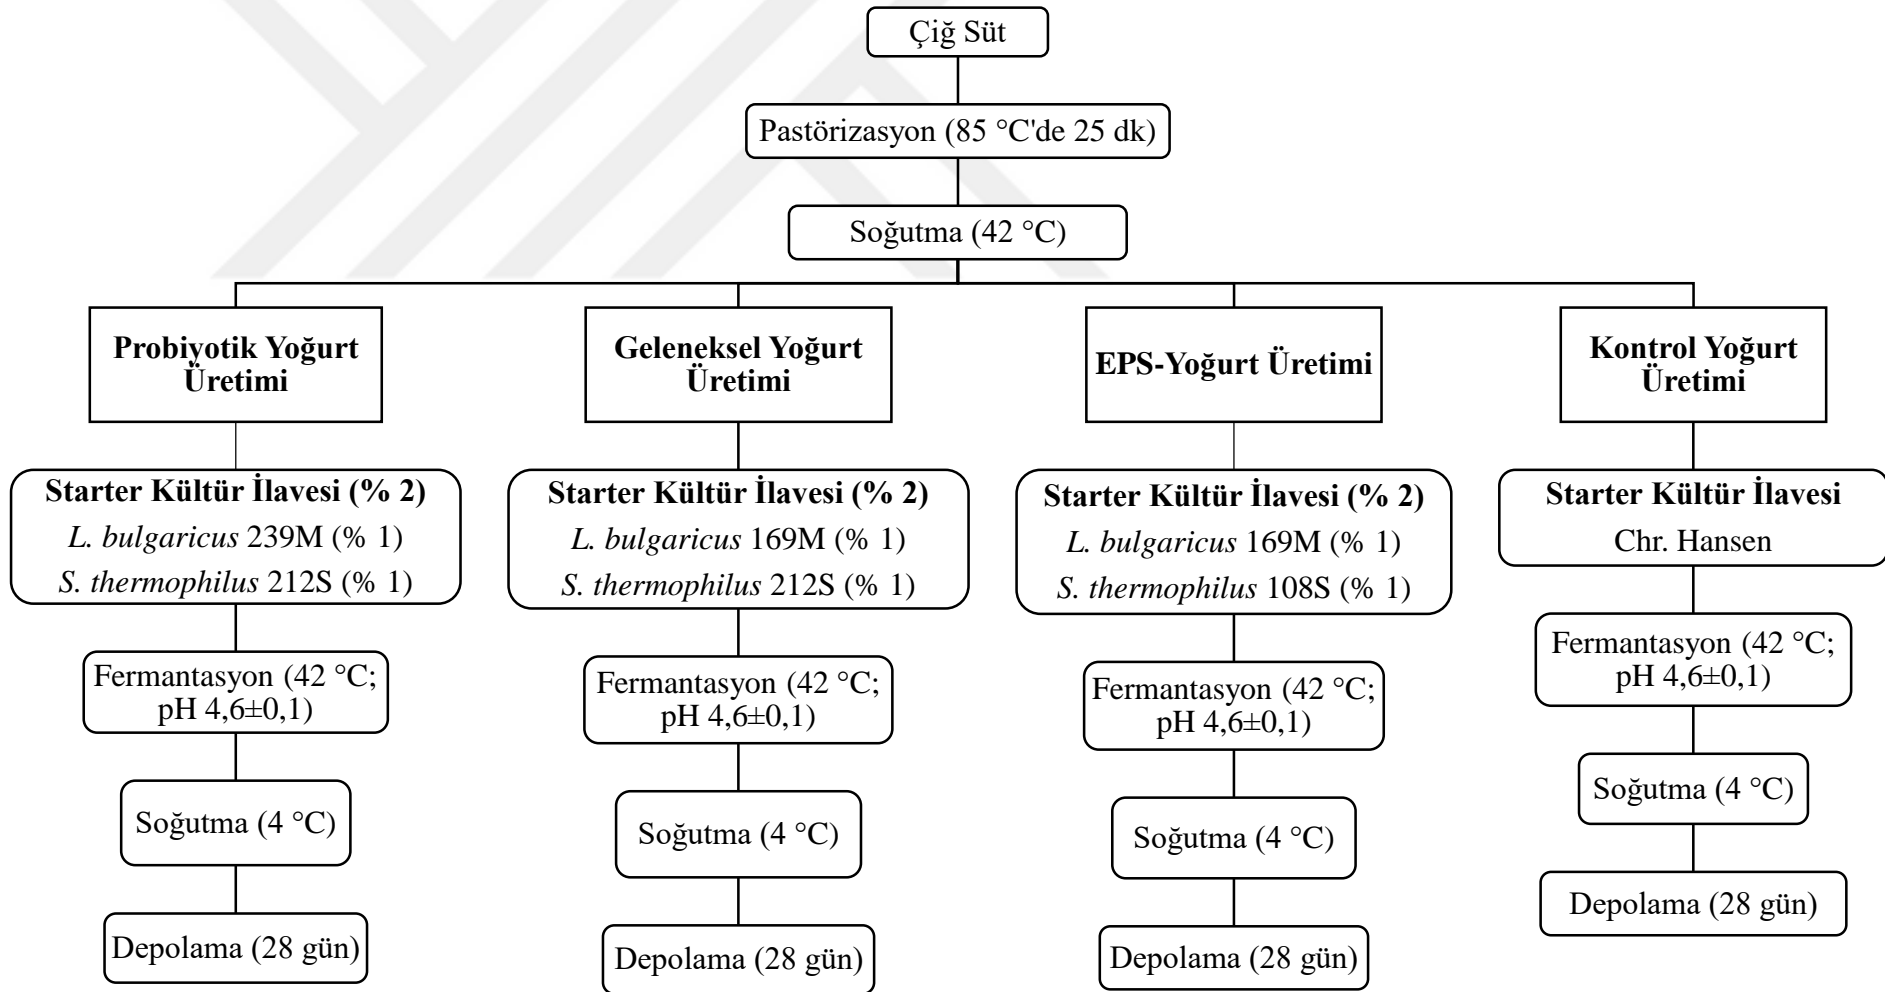 Çiğ Süt
Pastörizasyon (85 °C'de 25 dk)
Soğutma (42 °C)
Probiyotik Yoğurt
Üretimi
Starter Kültür İlavesi (% 2)
L. bulgaricus 239M (% 1)
S. thermophilus 212S (% 1)
Fermantasyon (42 °C;
pH 4,6±0,1)
Soğutma (4 °C)
Depolama (28 gün)
Geleneksel Yoğurt
Üretimi
Starter Kültür İlavesi (% 2)
L. bulgaricus 169M (% 1)
S. thermophilus 212S (% 1)
Fermantasyon (42 °C;
pH 4,6±0,1)
Soğutma (4 °C)
Depolama (28 gün)
EPS-Yoğurt Üretimi
Starter Kültür İlavesi (% 2)
L. bulgaricus 169M (% 1)
S. thermophilus 108S (% 1)
Fermantasyon (42 °C;
pH 4,6±0,1)
Soğutma (4 °C)
Depolama (28 gün)
Kontrol Yoğurt
Üretimi
Starter Kültür İlavesi
Chr. Hansen
Fermantasyon (42 °C;
pH 4,6±0,1)
Soğutma (4 °C)
Depolama (28 gün)